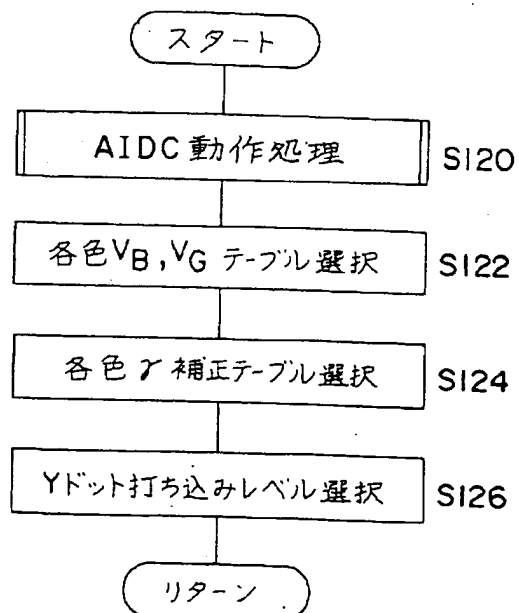 スタート
AIDC動作処理 S120
各色VB,VG テーブル選択 S122
各色γ補正テーブル選択 S124
Yドット打ち込みレベル選択 S126
リターン